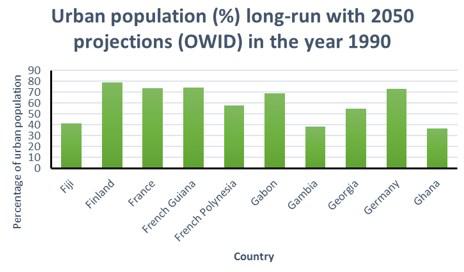 Urban population (%) long-run with 2050
projections (OWID) in the year 1990
Percentage of urban population
90
80
70
60
50
40
30
20
10
0
Fiji
Finland
France
French Guiana
French Polynesia
Gabon
Gambia
Georgia
Germany
Ghana
Country